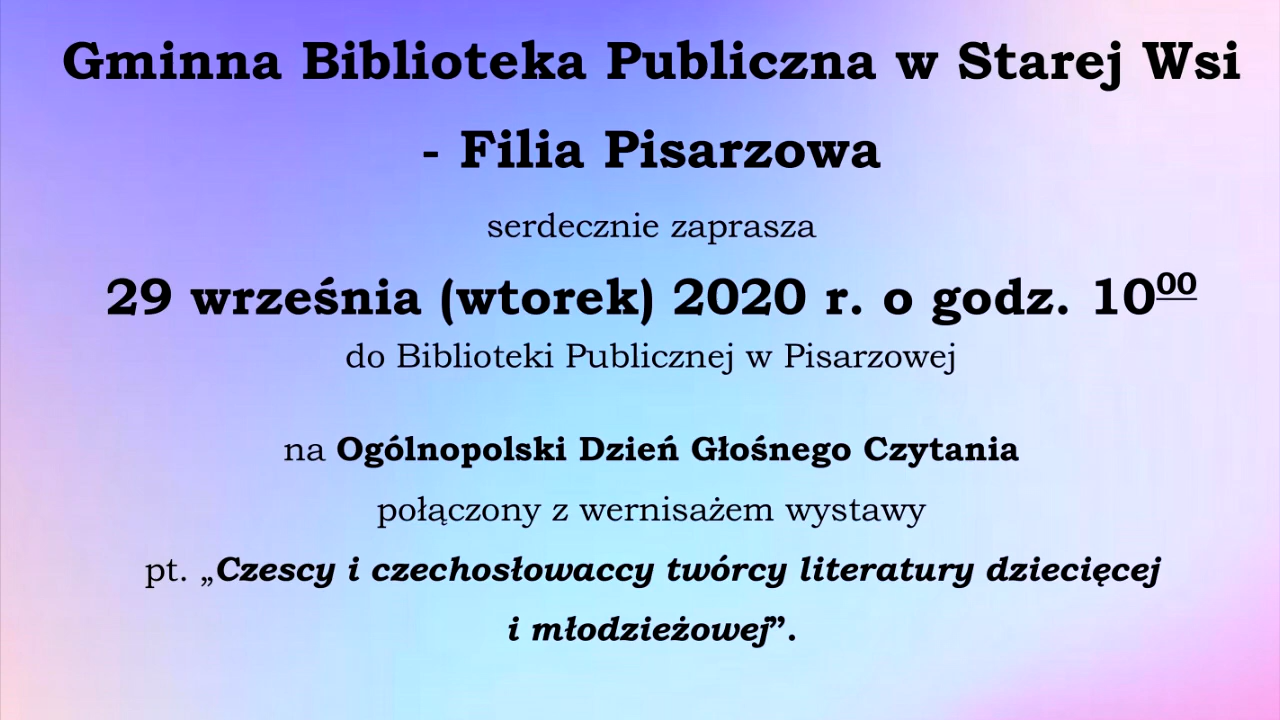 Gminna Biblioteka Publiczna w Starej Wsi
- Filia Pisarzowa
serdecznie zaprasza
29 września (wtorek) 2020 r. o godz. 10⁰⁰
do Biblioteki Publicznej w Pisarzowej
na Ogólnopolski Dzień Głośnego Czytania
połączony z wernisażem wystawy
pt. „Czescy i czechosłowaccy twórcy literatury dziecięcej
i młodzieżowej”.